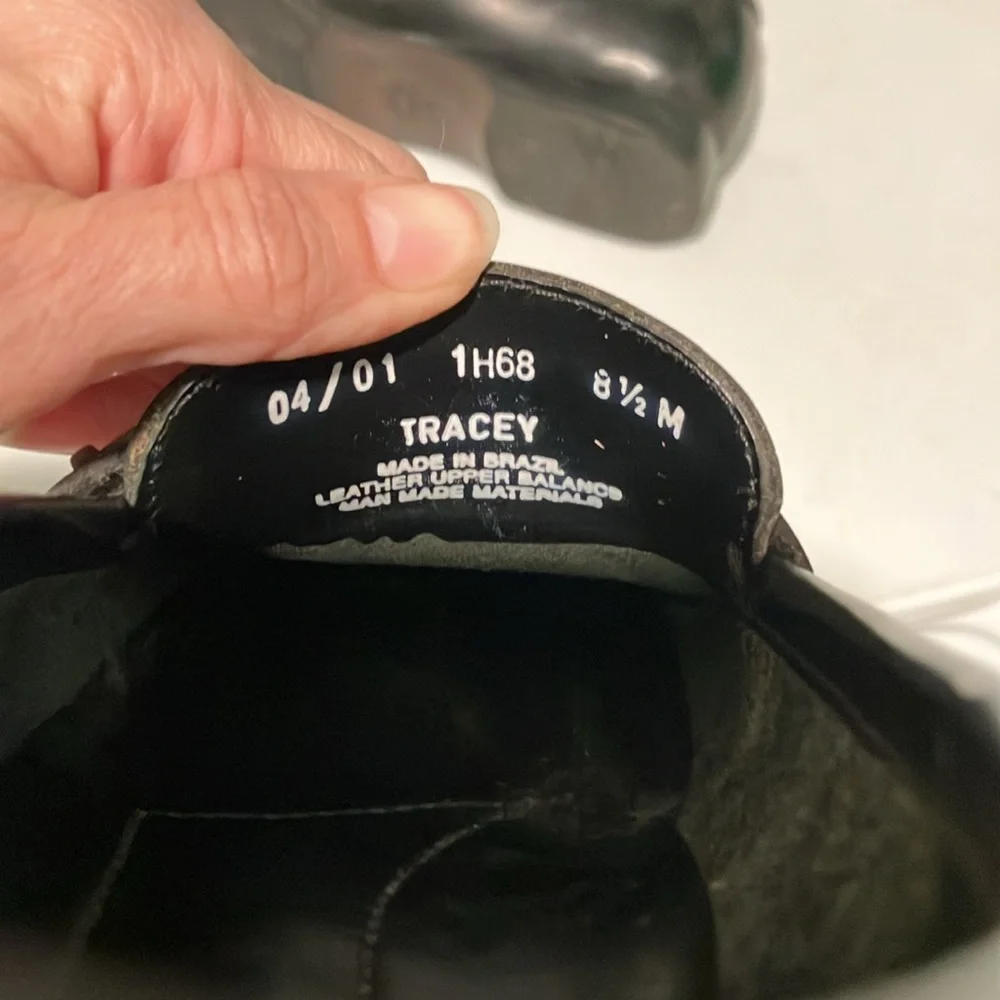 04/01 1H68 8½ M
TRACEY
MADE IN BRAZIL
LEATHER UPPER BALANCE
MAN MADE MATERIALS